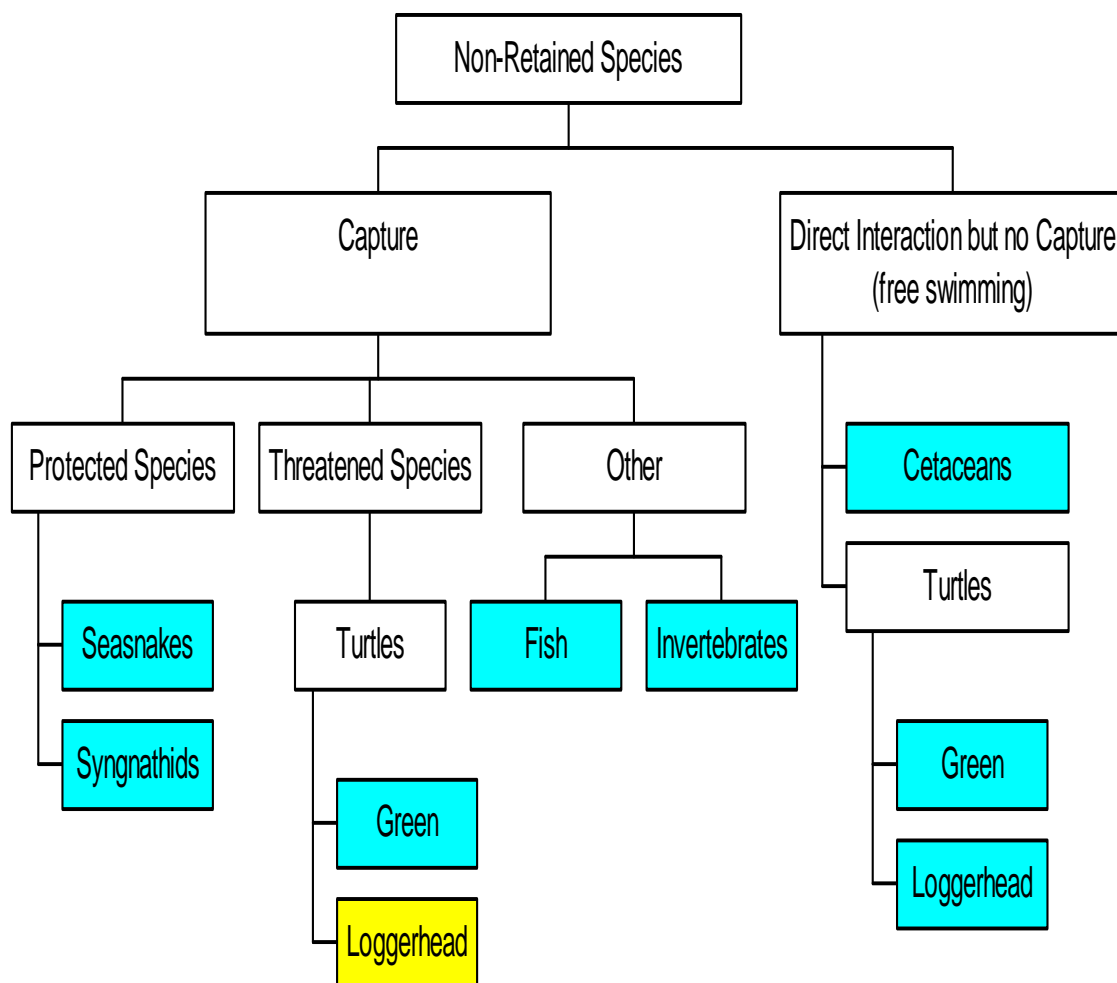 Non-Retained Species
Capture
Direct Interaction but no Capture
(free swimming)
Protected Species
Threatened Species
Other
Cetaceans
Turtles
Seasnakes
Turtles
Fish
Invertebrates
Syngnathids
Green
Green
Loggerhead
Loggerhead